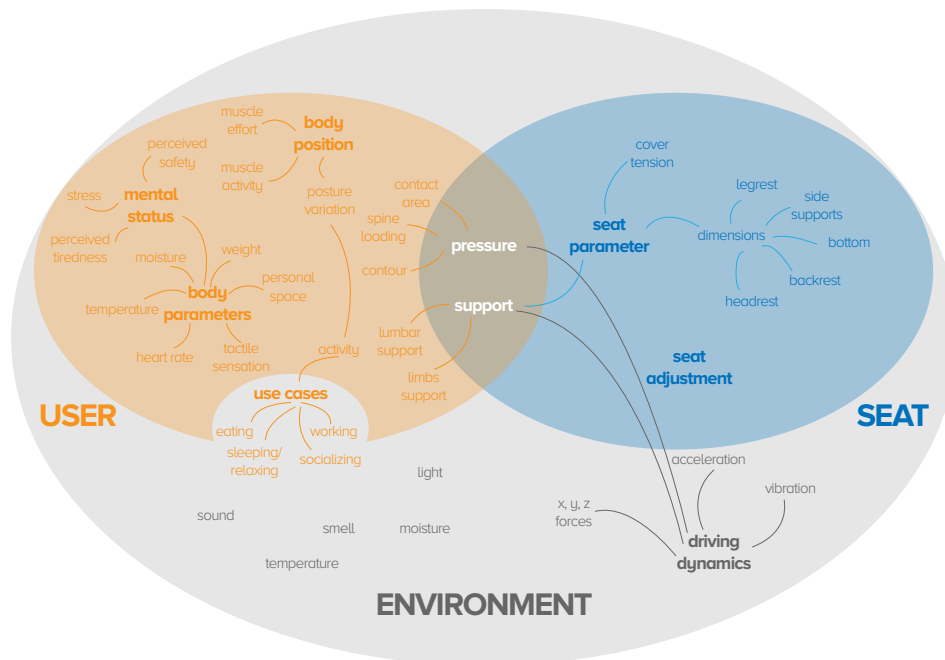 muscle
effort
body
position
perceived
safety
muscle
activity
stress
mental
status
posture
variation
perceived
tiredness
moisture
weight
personal
space
temperature
body
parameters
heart rate
tactile
sensation
activity
use cases
eating
working
sleeping/
relaxing
socializing
USER
contact
area
spine
loading
contour
pressure
support
lumbar
support
limbs
support
cover
tension
seat
parameter
dimensions
legrest
side
supports
bottom
backrest
headrest
seat
adjustment
SEAT
light
sound
smell
moisture
temperature
x, y, z
forces
acceleration
vibration
driving
dynamics
ENVIRONMENT